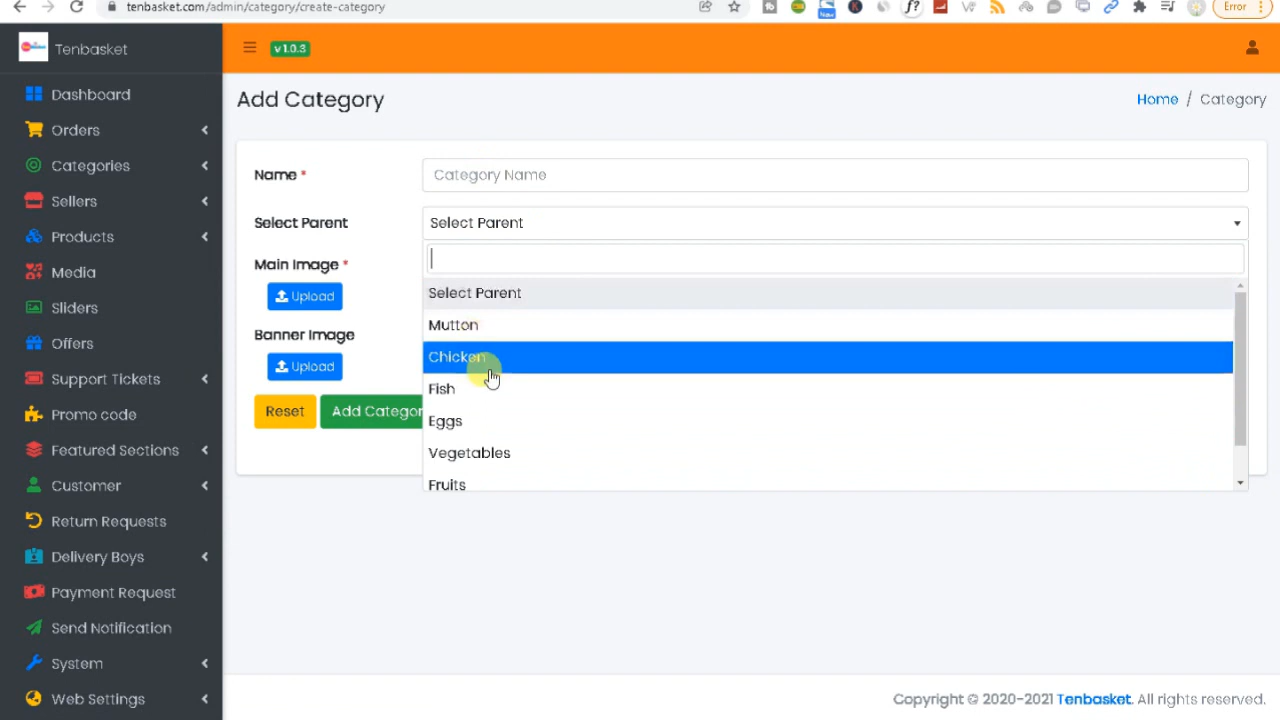 tenbasket.com/admin/category/create-category
Error
Tenbasket
v 1.0.3
Dashboard
Orders
Categories
Sellers
Products
Media
Sliders
Offers
Support Tickets
Promo code
Featured Sections
Customer
Return Requests
Delivery Boys
Payment Request
Send Notification
System
Web Settings
Add Category
Home / Category
Name *
Category Name
Select Parent
Select Parent
Main Image *
Upload
Banner Image
Upload
Reset
Add Categor
Select Parent
Mutton
Chicken
Fish
Eggs
Vegetables
Fruits
Copyright © 2020-2021 Tenbasket. All rights reserved.